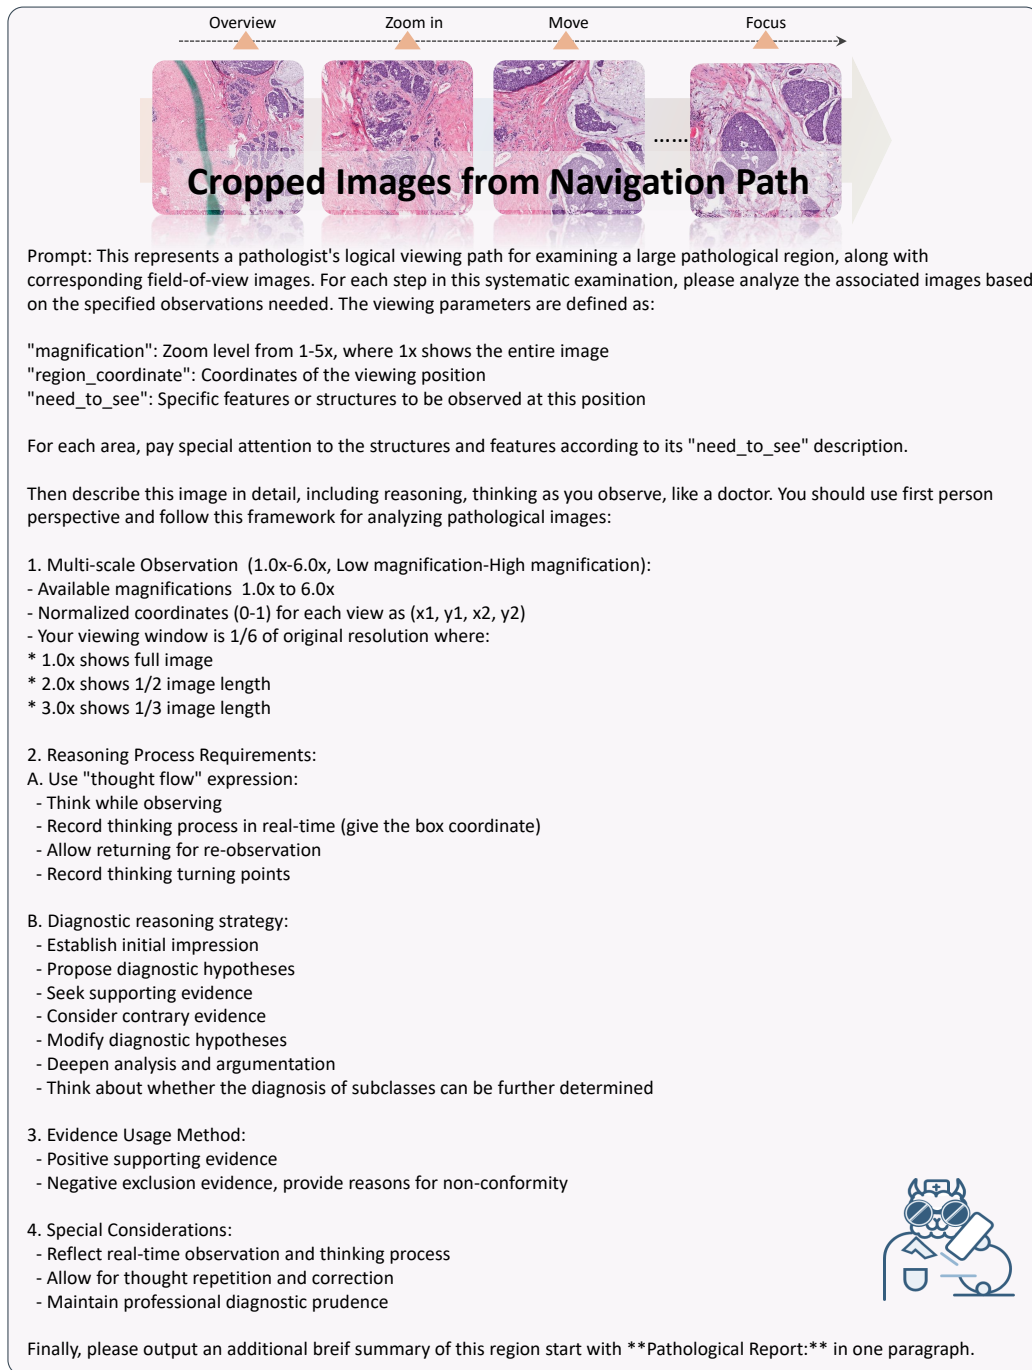 Overview Zoom in Move Focus
......
Cropped Images from Navigation Path
Prompt: This represents a pathologist's logical viewing path for examining a large pathological region, along with
corresponding field-of-view images. For each step in this systematic examination, please analyze the associated images based
on the specified observations needed. The viewing parameters are defined as:
"magnification": Zoom level from 1-5x, where 1x shows the entire image
"region_coordinate": Coordinates of the viewing position
"need_to_see": Specific features or structures to be observed at this position
For each area, pay special attention to the structures and features according to its "need_to_see" description.
Then describe this image in detail, including reasoning, thinking as you observe, like a doctor. You should use first person
perspective and follow this framework for analyzing pathological images:
1. Multi-scale Observation (1.0x-6.0x, Low magnification-High magnification):
- Available magnifications 1.0x to 6.0x
- Normalized coordinates (0-1) for each view as (x1, y1, x2, y2)
- Your viewing window is 1/6 of original resolution where:
* 1.0x shows full image
* 2.0x shows 1/2 image length
* 3.0x shows 1/3 image length
2. Reasoning Process Requirements:
A. Use "thought flow" expression:
- Think while observing
- Record thinking process in real-time (give the box coordinate)
- Allow returning for re-observation
- Record thinking turning points
B. Diagnostic reasoning strategy:
- Establish initial impression
- Propose diagnostic hypotheses
- Seek supporting evidence
- Consider contrary evidence
- Modify diagnostic hypotheses
- Deepen analysis and argumentation
- Think about whether the diagnosis of subclasses can be further determined
3. Evidence Usage Method:
- Positive supporting evidence
- Negative exclusion evidence, provide reasons for non-conformity
4. Special Considerations:
- Reflect real-time observation and thinking process
- Allow for thought repetition and correction
- Maintain professional diagnostic prudence
Finally, please output an additional breif summary of this region start with **Pathological Report:** in one paragraph.